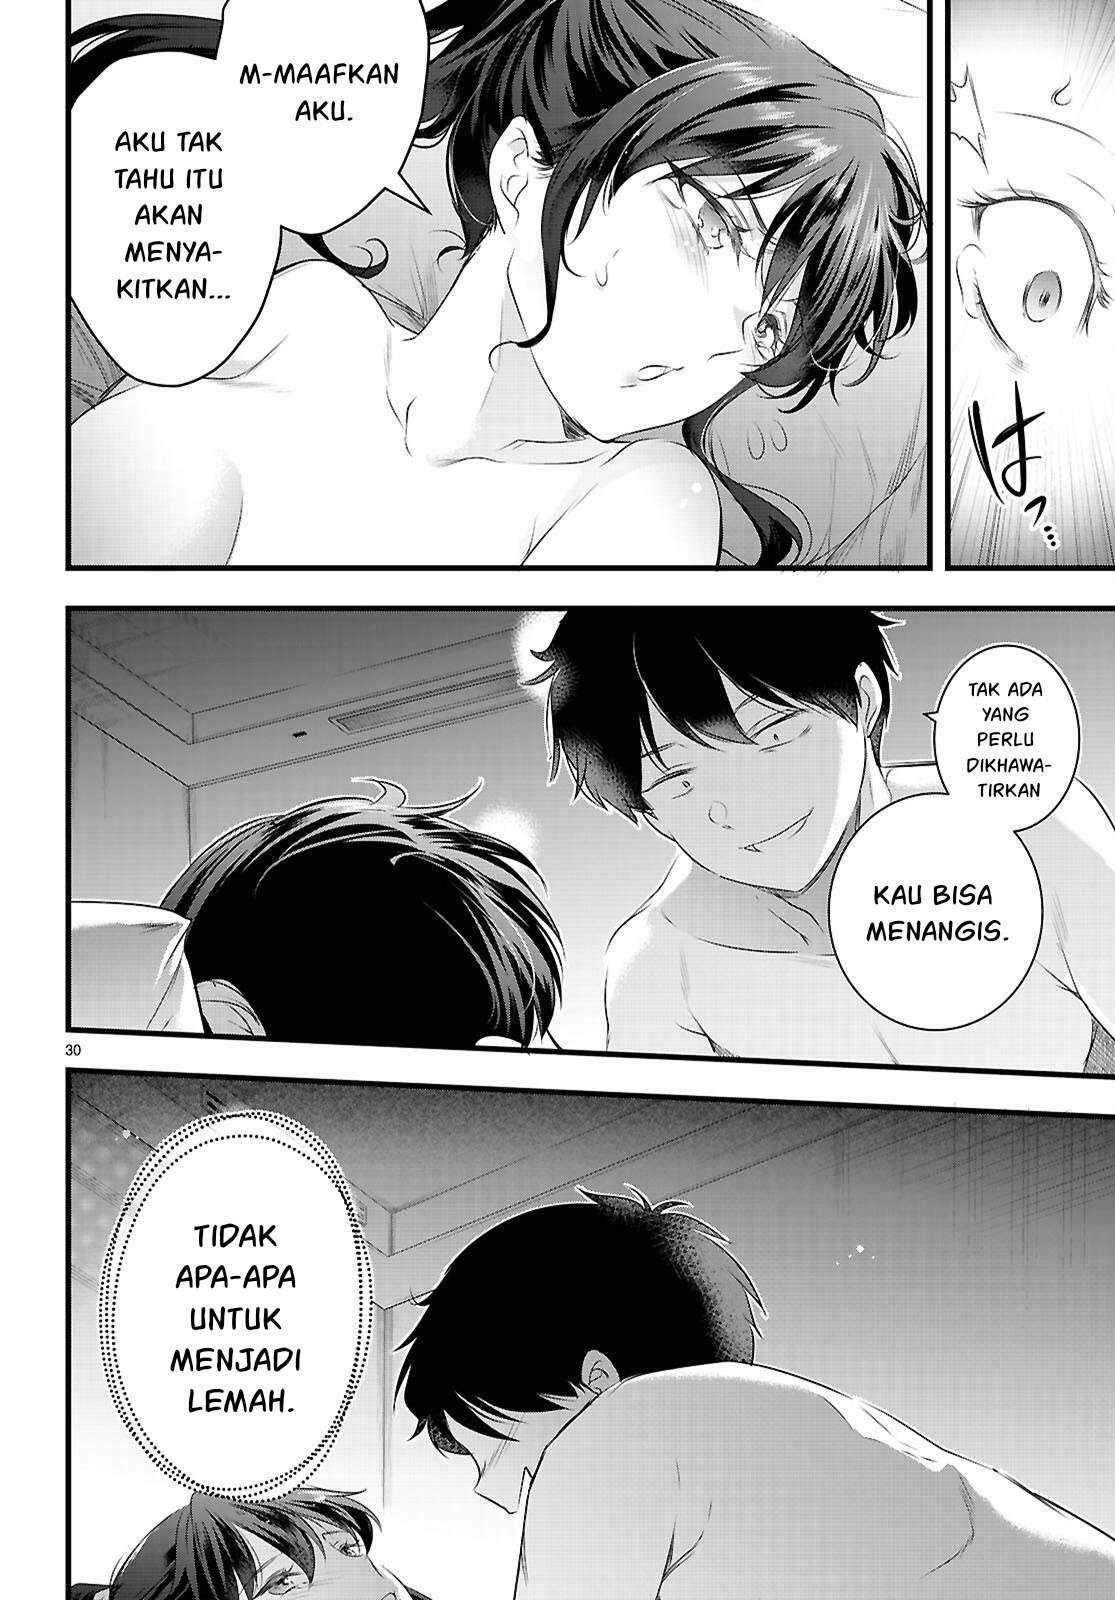 はっ…
M-MAAFKAN
AKU.
AKU TAK
TAHU ITU
AKAN
MENYA-
KITKAN...
TAK ADA
YANG
PERLU
DIKHAWA-
TIRKAN
KAU BISA
MENANGIS.
30
TIDAK
APA-APA
UNTUK
MENJADI
LEMAH.